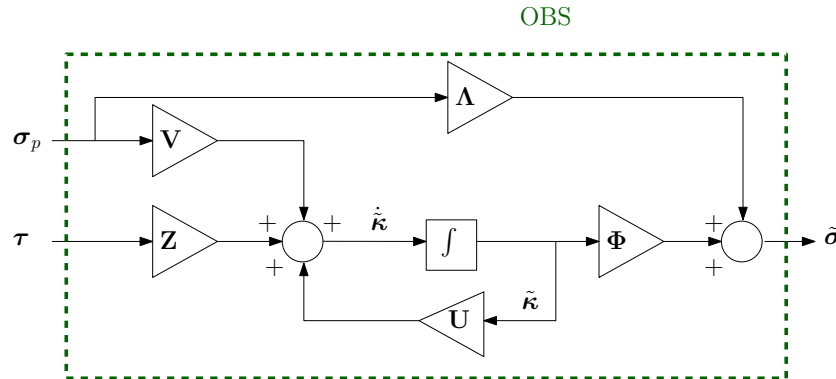 OBS
Λ
σ_p
V
+ + κ̃̇ +
τ
Z
∫
Φ
σ̃
+ +
κ̃
U